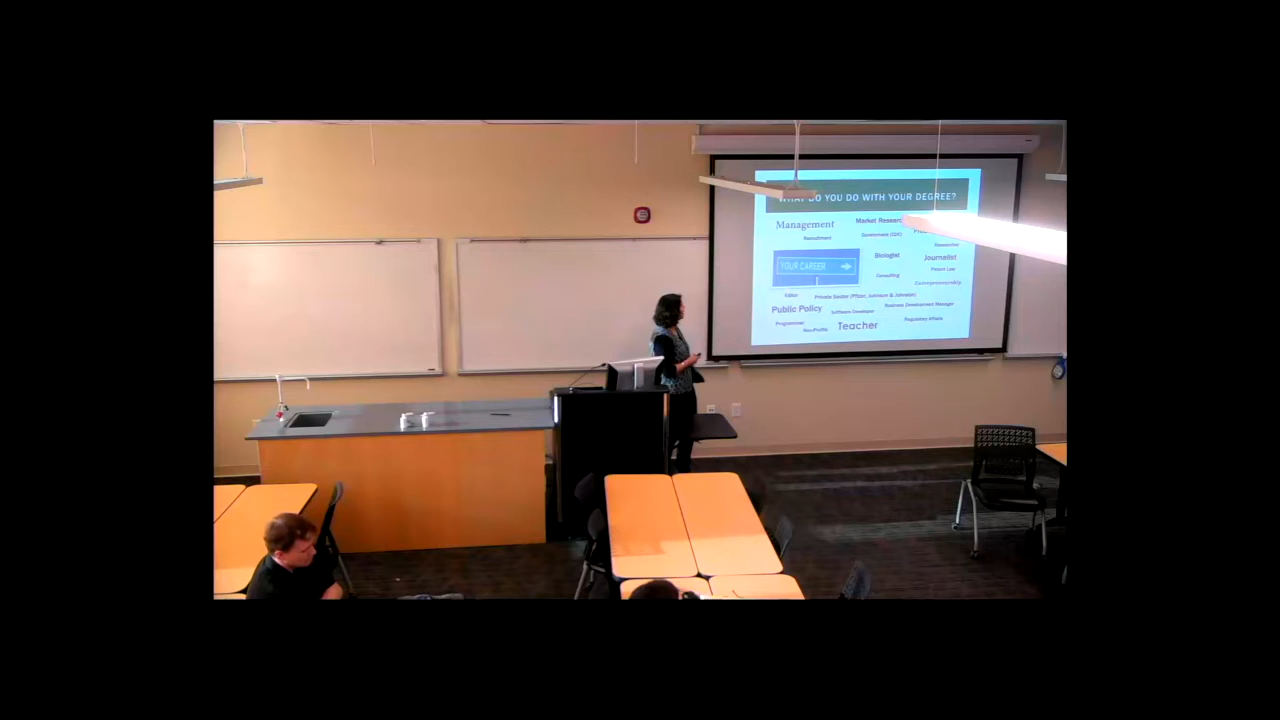 WHAT DO YOU DO WITH YOUR DEGREE?
Management
Market
Recruitment
Government (CDC)
Researcher
Biologist
Journalist
YOUR CAREER
Patent Law
Consulting
Entrepreneurship
Editor
Private Sector (Pfizer, Johnson & Johnson)
Public Policy
Business Development Manager
Software Developer
Programmer
Teacher
Regulatory Affairs
Non-Profits